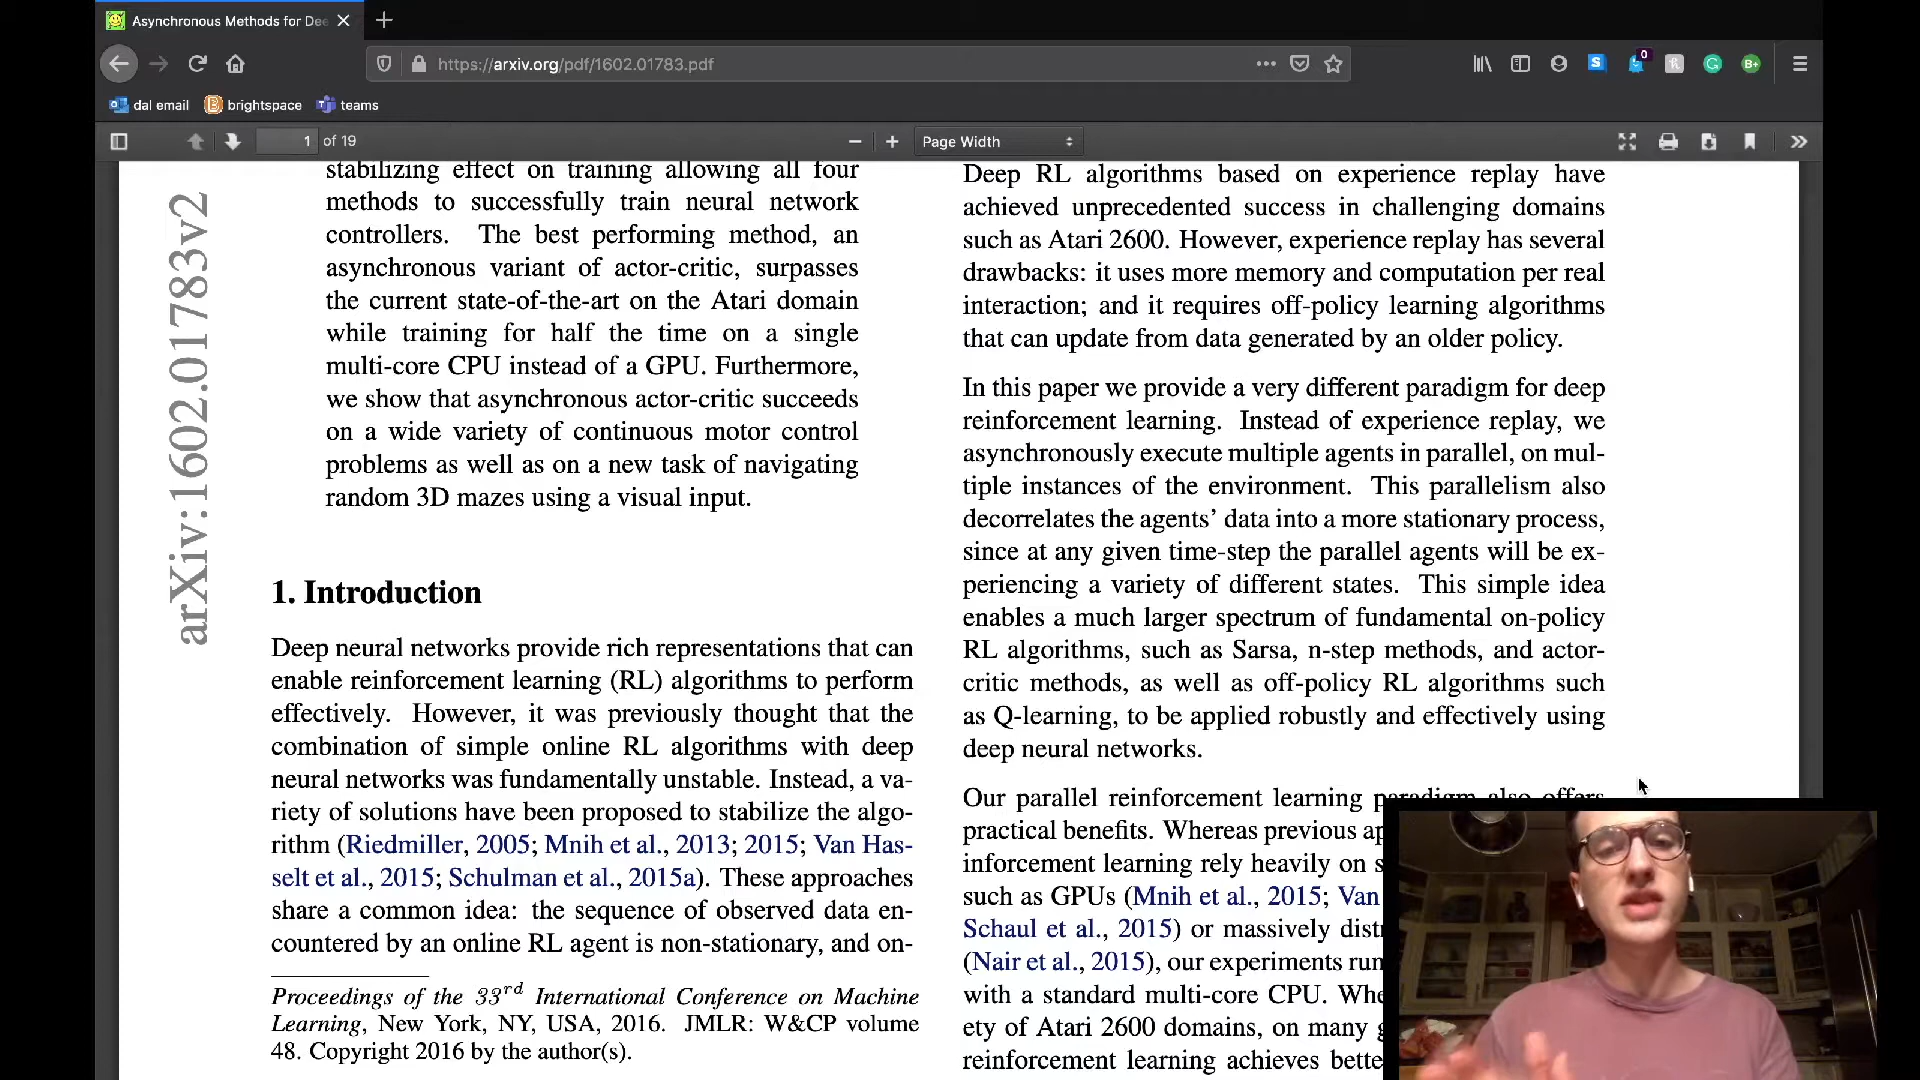 Asynchronous Methods for Dee
https://arxiv.org/pdf/1602.01783.pdf
0
dal email
brightspace
teams
1 of 19
Page Width
arXiv:1602.01783v2
stabilizing effect on training allowing all four
methods to successfully train neural network
controllers. The best performing method, an
asynchronous variant of actor-critic, surpasses
the current state-of-the-art on the Atari domain
while training for half the time on a single
multi-core CPU instead of a GPU. Furthermore,
we show that asynchronous actor-critic succeeds
on a wide variety of continuous motor control
problems as well as on a new task of navigating
random 3D mazes using a visual input.
1. Introduction
Deep neural networks provide rich representations that can
enable reinforcement learning (RL) algorithms to perform
effectively. However, it was previously thought that the
combination of simple online RL algorithms with deep
neural networks was fundamentally unstable. Instead, a va-
riety of solutions have been proposed to stabilize the algo-
rithm (Riedmiller, 2005; Mnih et al., 2013; 2015; Van Has-
selt et al., 2015; Schulman et al., 2015a). These approaches
share a common idea: the sequence of observed data en-
countered by an online RL agent is non-stationary, and on-
Proceedings of the 33rd International Conference on Machine
Learning, New York, NY, USA, 2016. JMLR: W&CP volume
48. Copyright 2016 by the author(s).
Deep RL algorithms based on experience replay have
achieved unprecedented success in challenging domains
such as Atari 2600. However, experience replay has several
drawbacks: it uses more memory and computation per real
interaction; and it requires off-policy learning algorithms
that can update from data generated by an older policy.
In this paper we provide a very different paradigm for deep
reinforcement learning. Instead of experience replay, we
asynchronously execute multiple agents in parallel, on mul-
tiple instances of the environment. This parallelism also
decorrelates the agents' data into a more stationary process,
since at any given time-step the parallel agents will be ex-
periencing a variety of different states. This simple idea
enables a much larger spectrum of fundamental on-policy
RL algorithms, such as Sarsa, n-step methods, and actor-
critic methods, as well as off-policy RL algorithms such
as Q-learning, to be applied robustly and effectively using
deep neural networks.
Our parallel reinforcement learning paradigm also offers
practical benefits. Whereas previous ap
inforcement learning rely heavily on s
such as GPUs (Mnih et al., 2015; Van
Schaul et al., 2015) or massively dist
(Nair et al., 2015), our experiments run
with a standard multi-core CPU. Whe
ety of Atari 2600 domains, on many g
reinforcement learning achieves bette